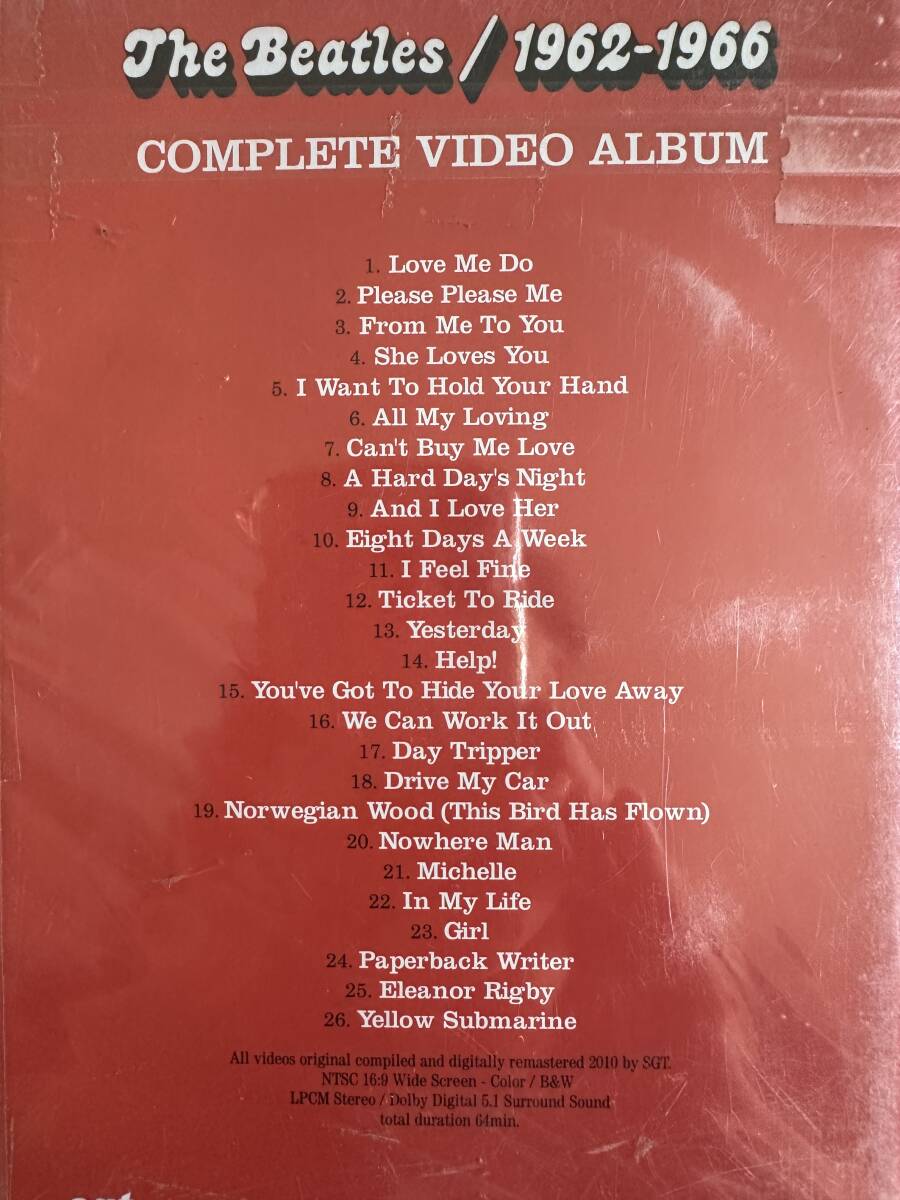 The Beatles / 1962-1966
COMPLETE VIDEO ALBUM
1. Love Me Do
2. Please Please Me
3. From Me To You
4. She Loves You
5. I Want To Hold Your Hand
6. All My Loving
7. Can't Buy Me Love
8. A Hard Day's Night
9. And I Love Her
10. Eight Days A Week
11. I Feel Fine
12. Ticket To Ride
13. Yesterday
14. Help!
15. You've Got To Hide Your Love Away
16. We Can Work It Out
17. Day Tripper
18. Drive My Car
19. Norwegian Wood (This Bird Has Flown)
20. Nowhere Man
21. Michelle
22. In My Life
23. Girl
24. Paperback Writer
25. Eleanor Rigby
26. Yellow Submarine
All videos original compiled and digitally remastered 2010 by SGT.
NTSC 16:9 Wide Screen - Color / B&W
LPCM Stereo / Dolby Digital 5.1 Surround Sound
total duration 64min.